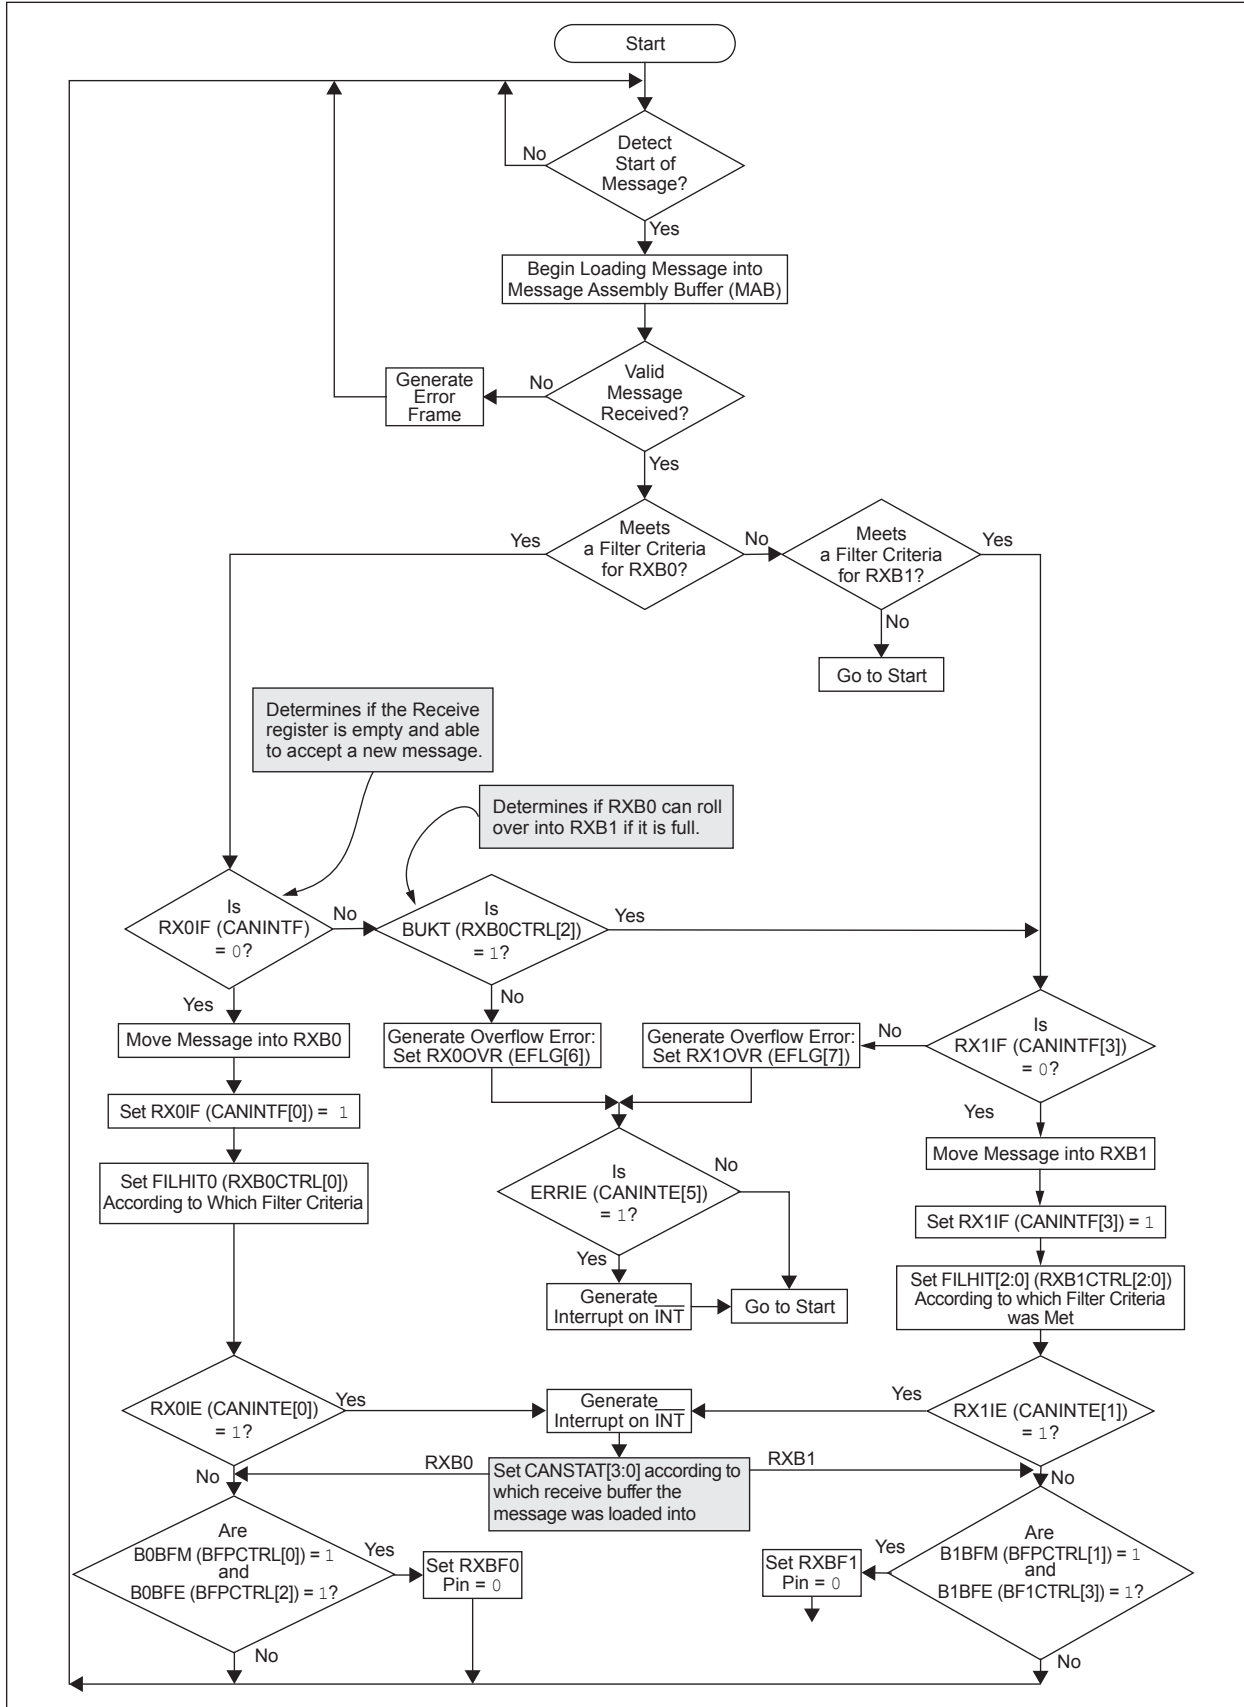 Start
Detect
Start of
Message?
No
Yes
Begin Loading Message into
Message Assembly Buffer (MAB)
Valid
Message
Received?
No
Generate
Error
Frame
Yes
Meets
a Filter Criteria
for RXB0?
Yes
No
Meets
a Filter Criteria
for RXB1?
Yes
No
Go to Start
Determines if the Receive
register is empty and able
to accept a new message.
Determines if RXB0 can roll
over into RXB1 if it is full.
Is
RX0IF (CANINTF)
= 0?
No
Is
BUKT (RXB0CTRL[2])
= 1?
Yes
Yes
No
Move Message into RXB0
Generate Overflow Error:
Set RX0OVR (EFLG[6])
Generate Overflow Error:
Set RX1OVR (EFLG[7])
No
Is
RX1IF (CANINTF[3])
= 0?
Set RX0IF (CANINTF[0]) = 1
Yes
Set FILHIT0 (RXB0CTRL[0])
According to Which Filter Criteria
Is
ERRIE (CANINTE[5])
= 1?
No
Yes
Move Message into RXB1
Set RX1IF (CANINTF[3]) = 1
Generate
Interrupt on INT
Go to Start
Set FILHIT[2:0] (RXB1CTRL[2:0])
According to which Filter Criteria
was Met
RX0IE (CANINTE[0])
= 1?
Yes
Generate
Interrupt on INT
Yes
RX1IE (CANINTE[1])
= 1?
No
RXB0
Set CANSTAT[3:0] according to
which receive buffer the
message was loaded into
RXB1
No
Are
B0BFM (BFPCTRL[0]) = 1
and
B0BFE (BFPCTRL[2]) = 1?
Yes
Set RXBF0
Pin = 0
Set RXBF1
Pin = 0
Yes
Are
B1BFM (BFPCTRL[1]) = 1
and
B1BFE (BF1CTRL[3]) = 1?
No
No